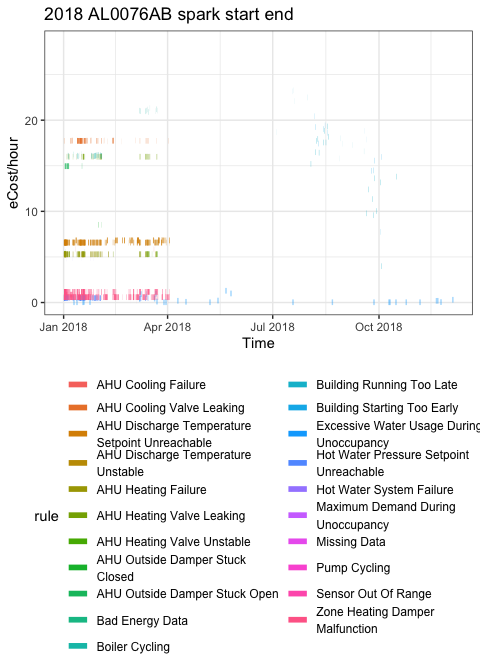 2018 AL0076AB spark start end
eCost/hour
20
10
0
Jan 2018
Apr 2018
Jul 2018
Oct 2018
Time
rule
AHU Cooling Failure
AHU Cooling Valve Leaking
AHU Discharge Temperature
Setpoint Unreachable
AHU Discharge Temperature
Unstable
AHU Heating Failure
AHU Heating Valve Leaking
AHU Heating Valve Unstable
AHU Outside Damper Stuck
Closed
AHU Outside Damper Stuck Open
Bad Energy Data
Boiler Cycling
Building Running Too Late
Building Starting Too Early
Excessive Water Usage During
Unoccupancy
Hot Water Pressure Setpoint
Unreachable
Hot Water System Failure
Maximum Demand During
Unoccupancy
Missing Data
Pump Cycling
Sensor Out Of Range
Zone Heating Damper
Malfunction